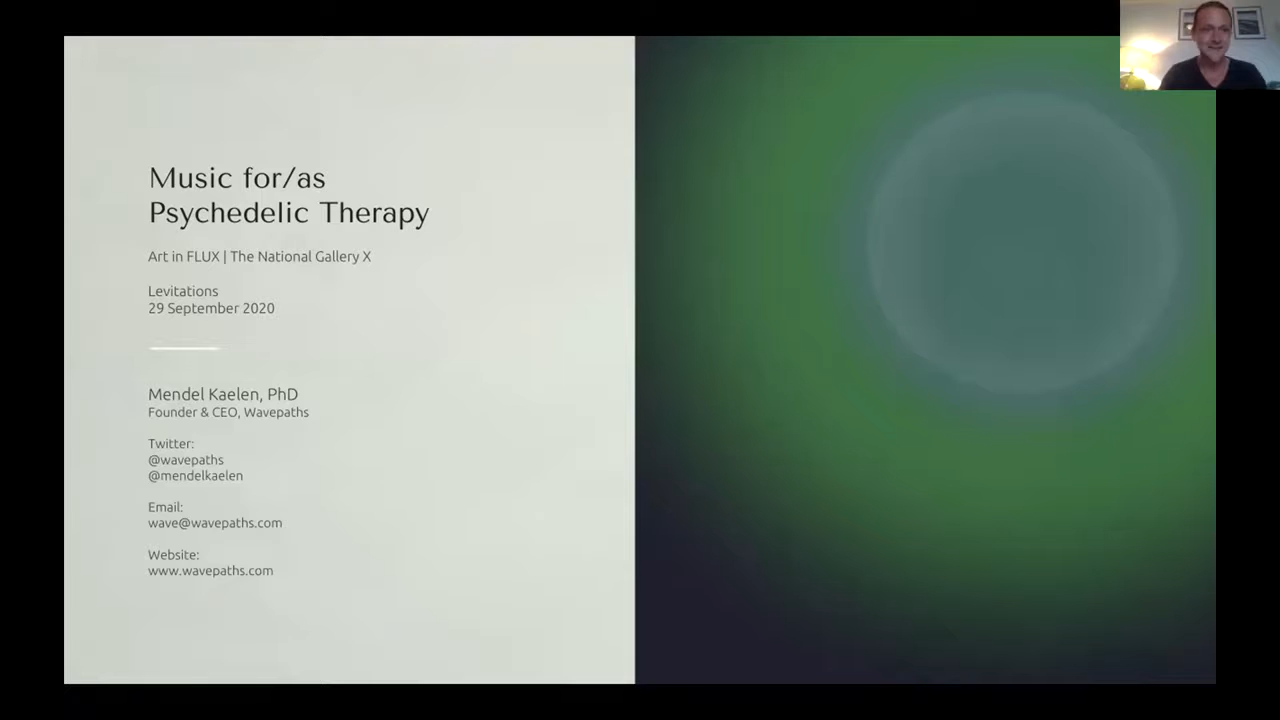 Music for/as
Psychedelic Therapy
Art in FLUX | The National Gallery X
Levitations
29 September 2020
Mendel Kaelen, PhD
Founder & CEO, Wavepaths
Twitter:
@wavepaths
@mendelkaelen
Email:
wave@wavepaths.com
Website:
www.wavepaths.com